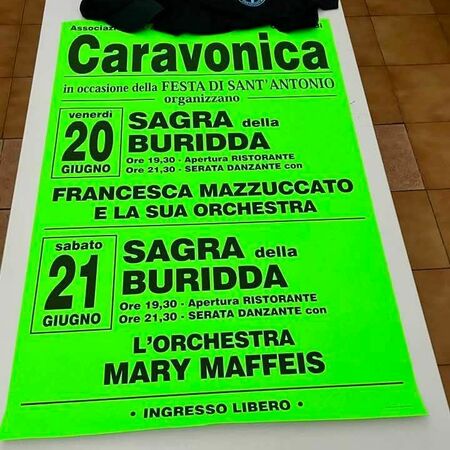 Caravonica
in occasione della FESTA DI SANT'ANTONIO
organizzano
venerdì
20
GIUGNO
SAGRA della
BURIDDA
Ore 19,30 - Apertura RISTORANTE
Ore 21,30 - SERATA DANZANTE con
FRANCESCA MAZZUCCATO
E LA SUA ORCHESTRA
sabato
21
GIUGNO
SAGRA della
BURIDDA
Ore 19,30 - Apertura RISTORANTE
Ore 21,30 - SERATA DANZANTE con
L'ORCHESTRA
MARY MAFFEIS
• INGRESSO LIBERO •